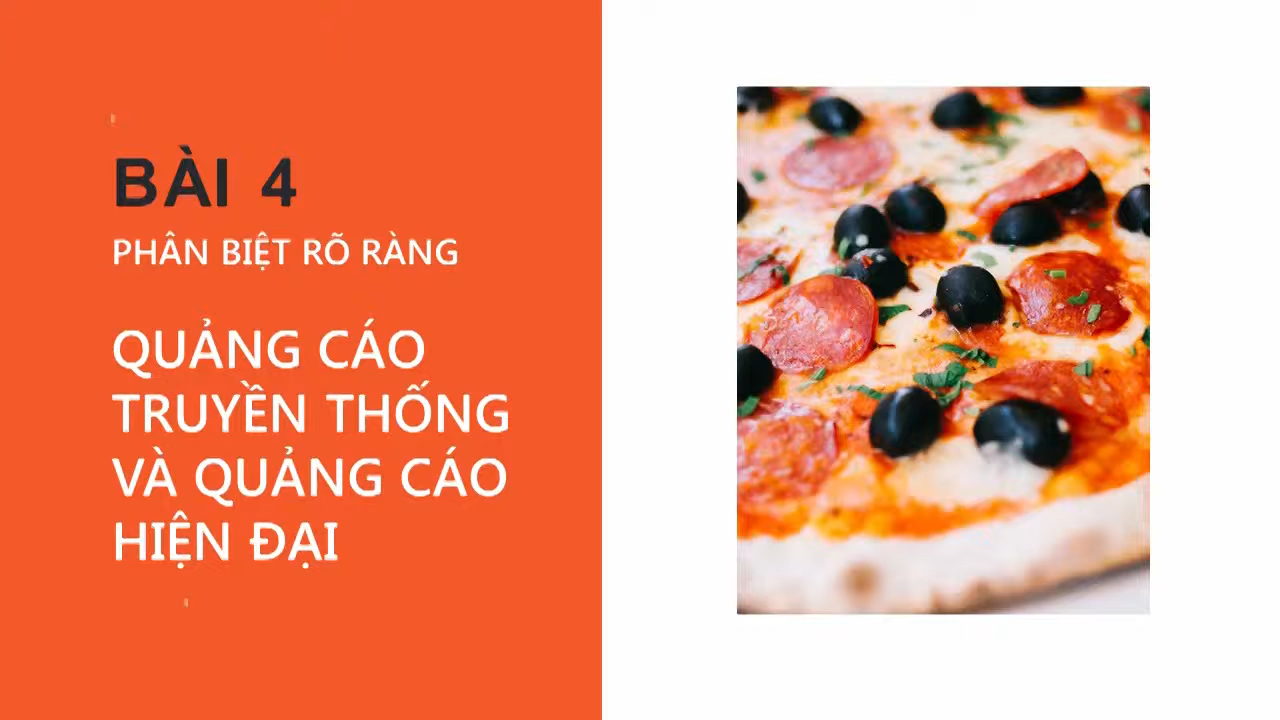 BÀI 4
PHÂN BIỆT RÕ RÀNG
QUẢNG CÁO
TRUYỀN THỐNG
VÀ QUẢNG CÁO
HIỆN ĐẠI